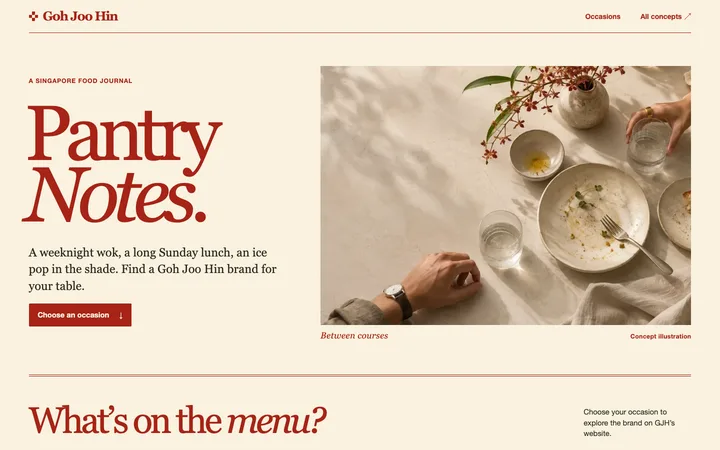 Goh Joo Hin
Occasions
All concepts ↗
A SINGAPORE FOOD JOURNAL
Pantry
Notes.
A weeknight wok, a long Sunday lunch, an ice
pop in the shade. Find a Goh Joo Hin brand for
your table.
Choose an occasion ↓
Between courses
Concept illustration
What's on the menu?
Choose your occasion to
explore the brand on GJH's
website.